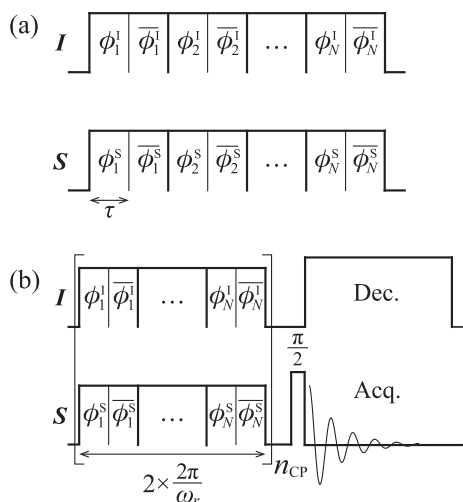 (a)
I ϕ₁ᴵ ϕ̅₁ᴵ ϕ₂ᴵ ϕ̅₂ᴵ … ϕ_Nᴵ ϕ̅_Nᴵ
S ϕ₁ˢ ϕ̅₁ˢ ϕ₂ˢ ϕ̅₂ˢ … ϕ_Nˢ ϕ̅_Nˢ
τ
(b)
I ϕ₁ᴵ ϕ̅₁ᴵ … ϕ_Nᴵ ϕ̅_Nᴵ Dec.
π/2
S ϕ₁ˢ ϕ̅₁ˢ … ϕ_Nˢ ϕ̅_Nˢ Acq.
n_CP
2 × 2π/ω_r